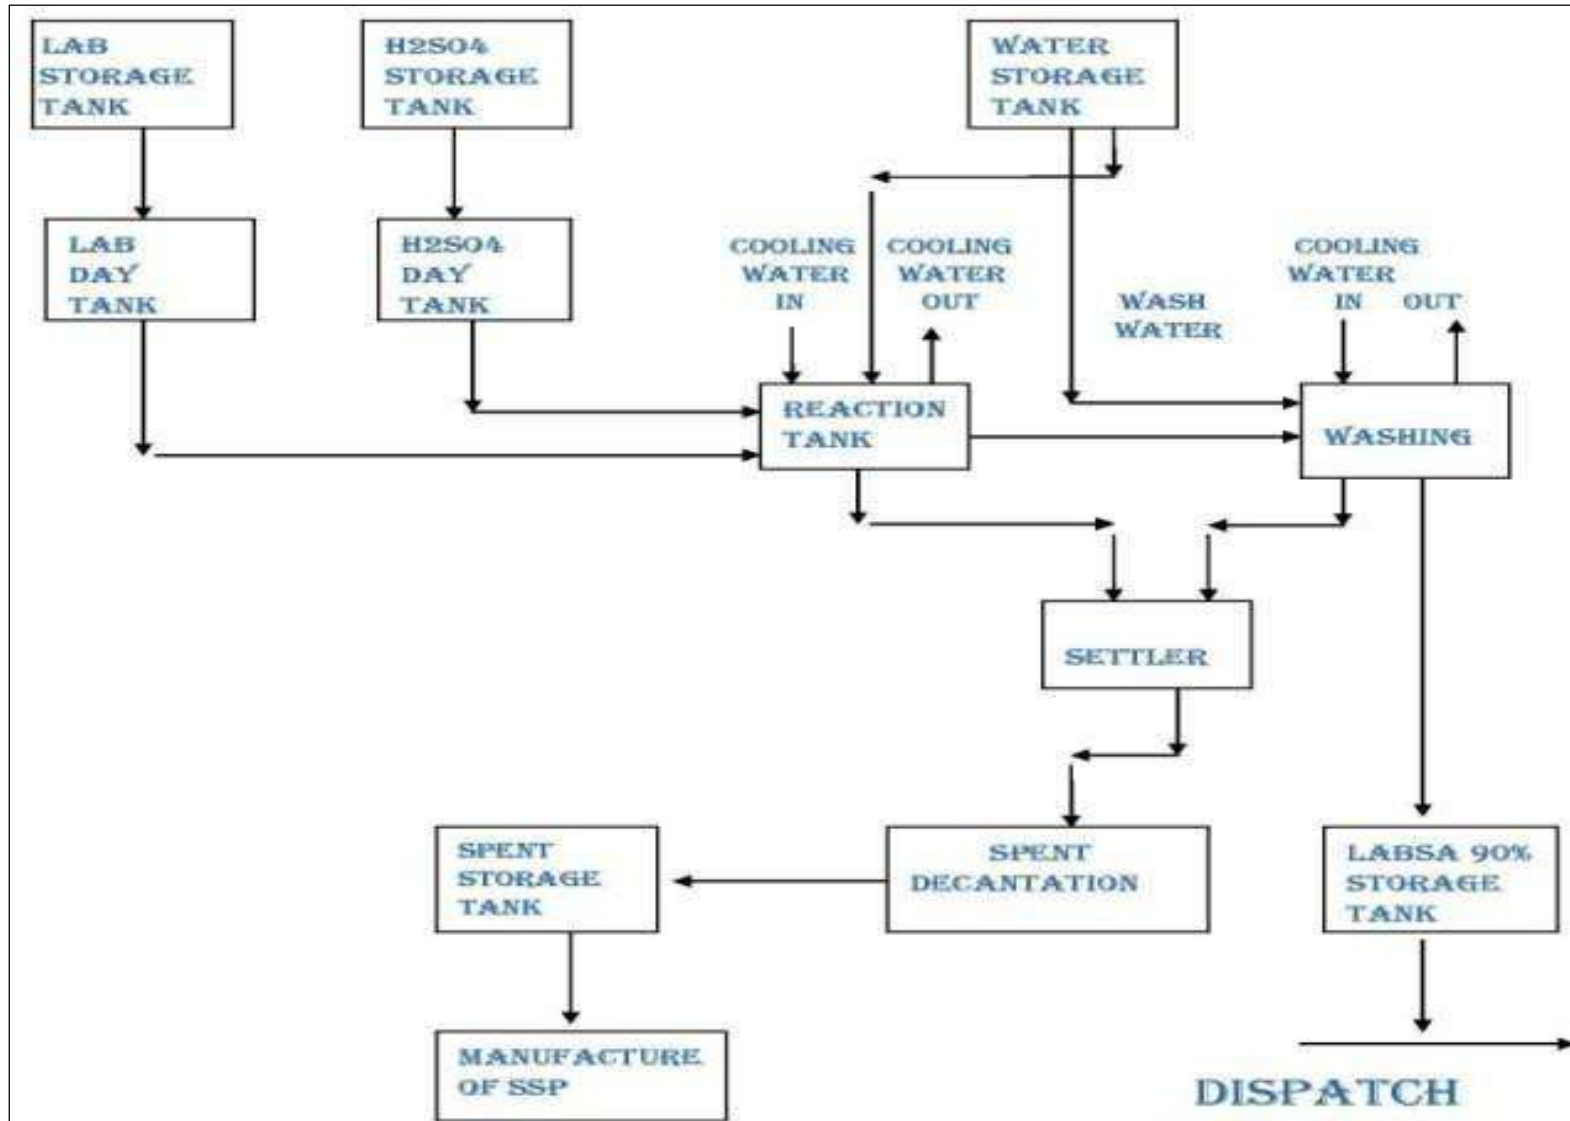 LAB
STORAGE
TANK
H2SO4
STORAGE
TANK
WATER
STORAGE
TANK
LAB
DAY
TANK
H2SO4
DAY
TANK
COOLING
WATER
IN
COOLING
WATER
OUT
WASH
WATER
COOLING
WATER
IN OUT
REACTION
TANK
WASHING
SETTLER
SPENT
STORAGE
TANK
SPENT
DECANTATION
LABSA 90%
STORAGE
TANK
MANUFACTURE
OF SSP
DISPATCH